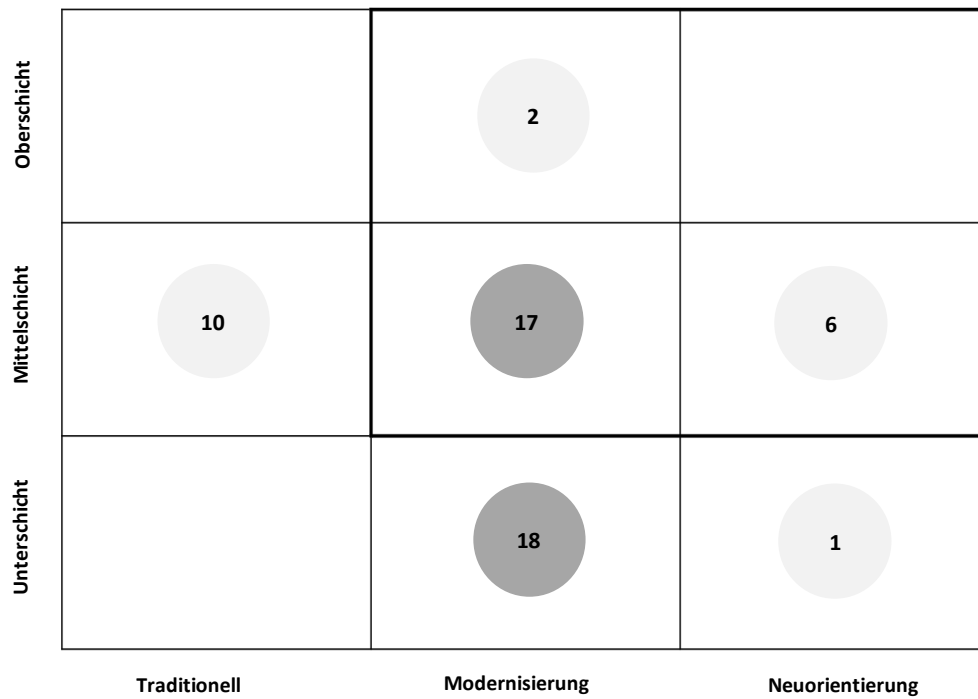 Oberschicht
2
Mittelschicht
10
17
6
Unterschicht
18
1
Traditionell
Modernisierung
Neuorientierung